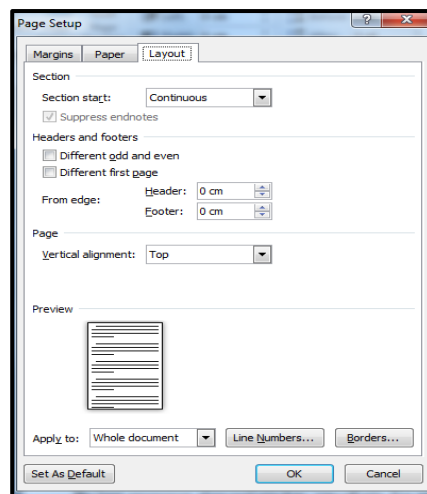 Page Setup
Margins Paper Layout
Section
Section start: Continuous
Suppress endnotes
Headers and footers
Different odd and even
Different first page
From edge:
Header: 0 cm
Footer: 0 cm
Page
Vertical alignment: Top
Preview
Apply to: Whole document Line Numbers... Borders...
Set As Default OK Cancel